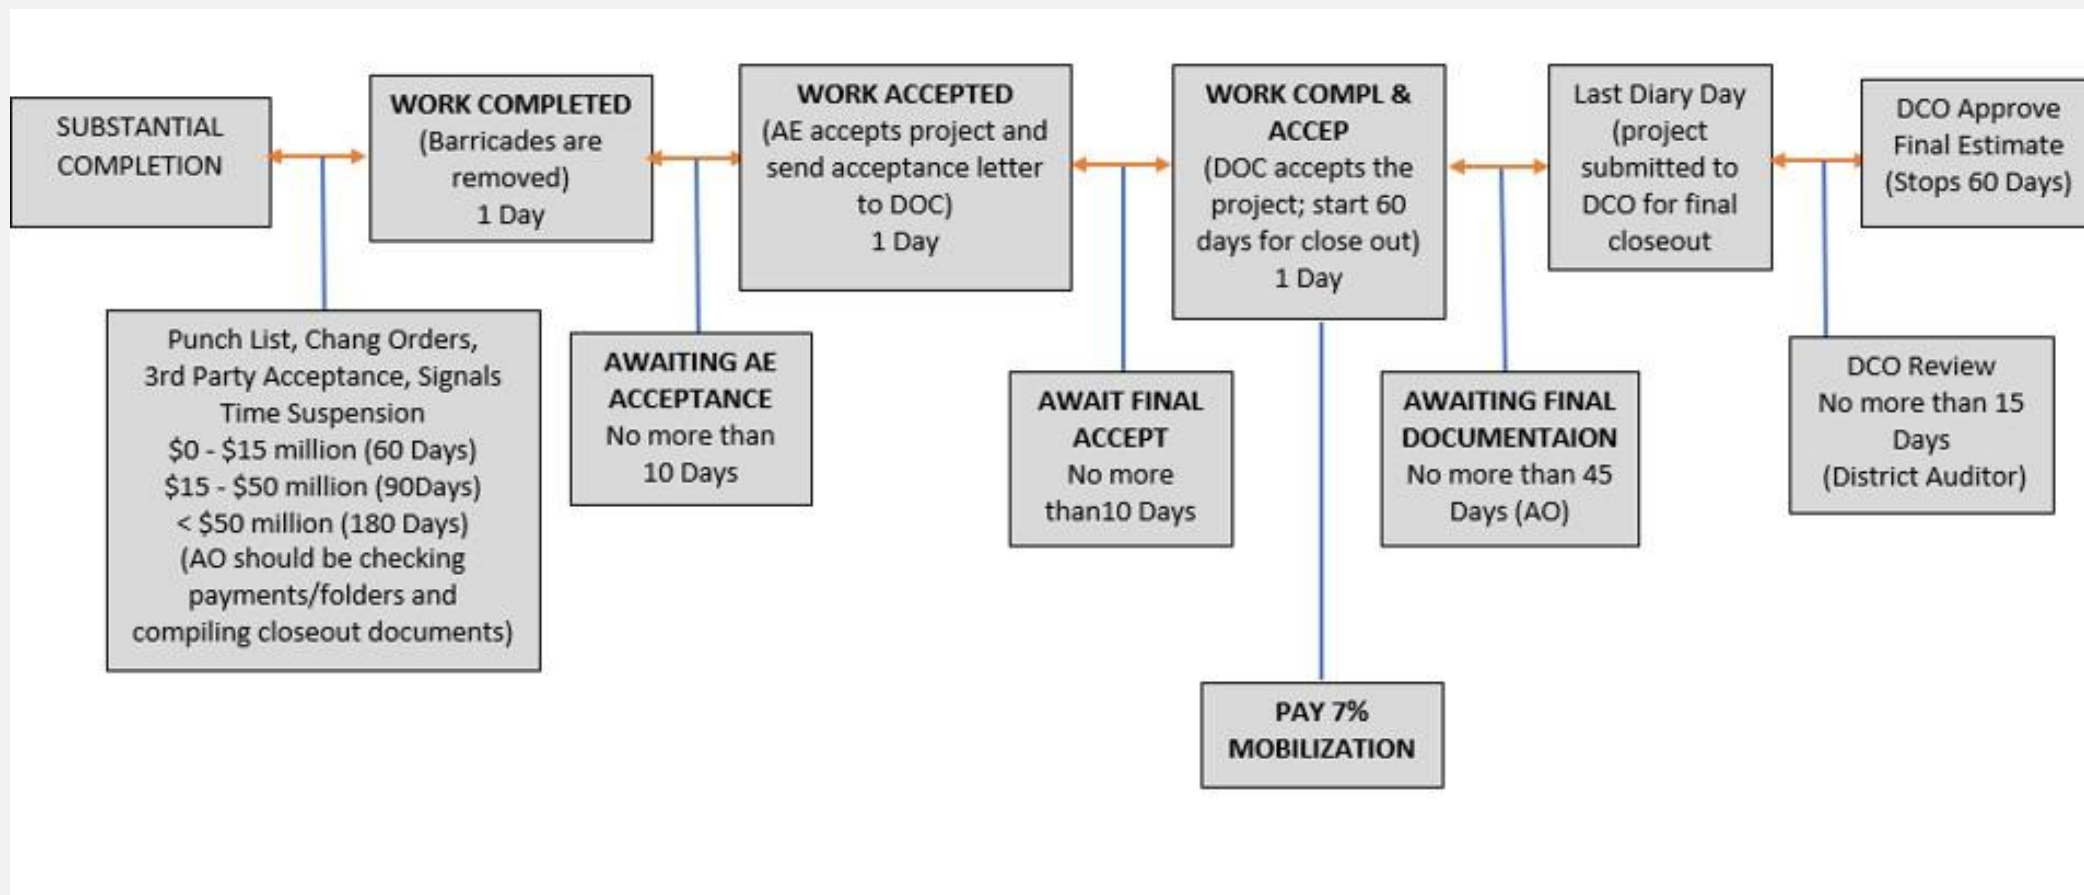 SUBSTANTIAL
COMPLETION
WORK COMPLETED
(Barricades are
removed)
1 Day
WORK ACCEPTED
(AE accepts project and
send acceptance letter
to DOC)
1 Day
WORK COMPL &
ACCEP
(DOC accepts the
project; start 60
days for close out)
1 Day
Last Diary Day
(project
submitted to
DCO for final
closeout
DCO Approve
Final Estimate
(Stops 60 Days)
Punch List, Chang Orders,
3rd Party Acceptance, Signals
Time Suspension
$0 - $15 million (60 Days)
$15 - $50 million (90Days)
< $50 million (180 Days)
(AO should be checking
payments/folders and
compiling closeout documents)
AWAITING AE
ACCEPTANCE
No more than
10 Days
AWAIT FINAL
ACCEPT
No more
than10 Days
AWAITING FINAL
DOCUMENTAION
No more than 45
Days (AO)
DCO Review
No more than 15
Days
(District Auditor)
PAY 7%
MOBILIZATION